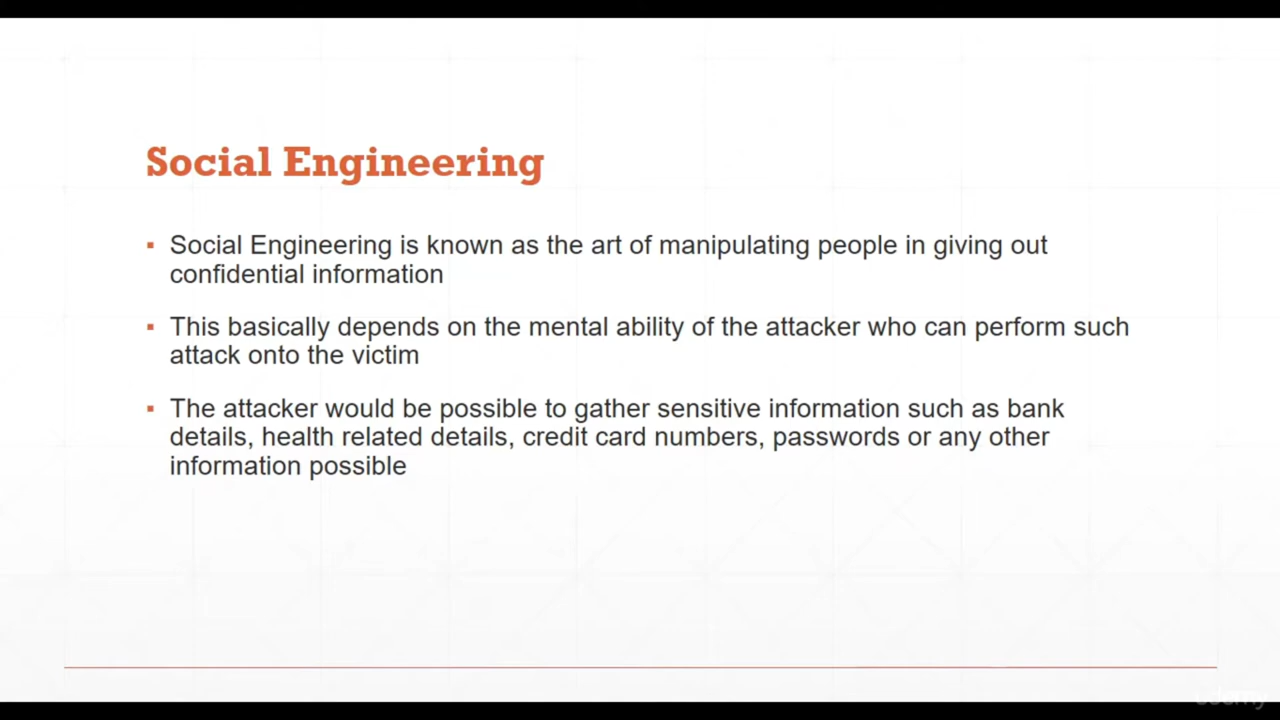 Social Engineering
▪ Social Engineering is known as the art of manipulating people in giving out
confidential information
▪ This basically depends on the mental ability of the attacker who can perform such
attack onto the victim
▪ The attacker would be possible to gather sensitive information such as bank
details, health related details, credit card numbers, passwords or any other
information possible
udemy